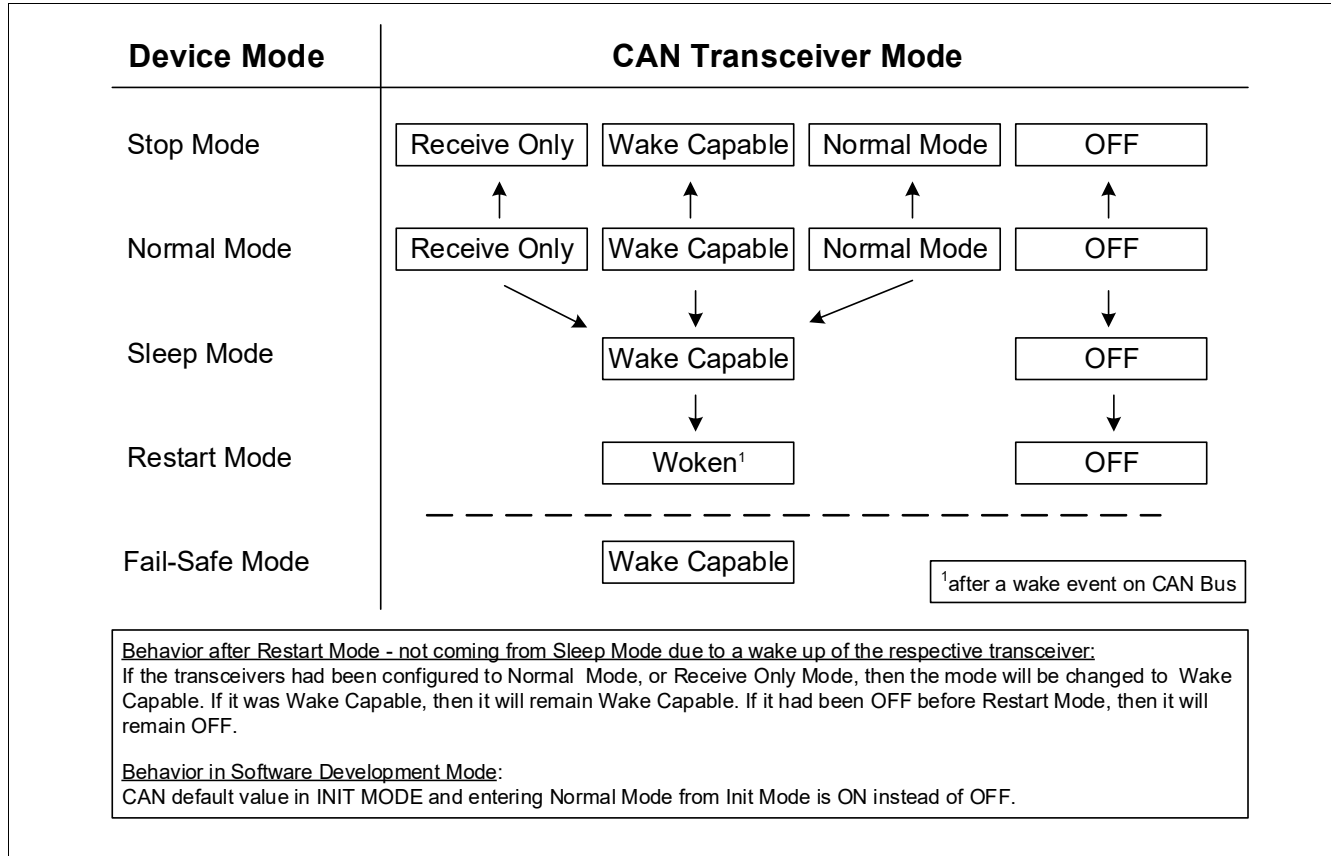 Device Mode CAN Transceiver Mode
Stop Mode Receive Only Wake Capable Normal Mode OFF
Normal Mode Receive Only Wake Capable Normal Mode OFF
Sleep Mode Wake Capable OFF
Restart Mode Woken¹ OFF
Fail-Safe Mode Wake Capable
¹after a wake event on CAN Bus
Behavior after Restart Mode - not coming from Sleep Mode due to a wake up of the respective transceiver:
If the transceivers had been configured to Normal Mode, or Receive Only Mode, then the mode will be changed to Wake
Capable. If it was Wake Capable, then it will remain Wake Capable. If it had been OFF before Restart Mode, then it will
remain OFF.
Behavior in Software Development Mode:
CAN default value in INIT MODE and entering Normal Mode from Init Mode is ON instead of OFF.